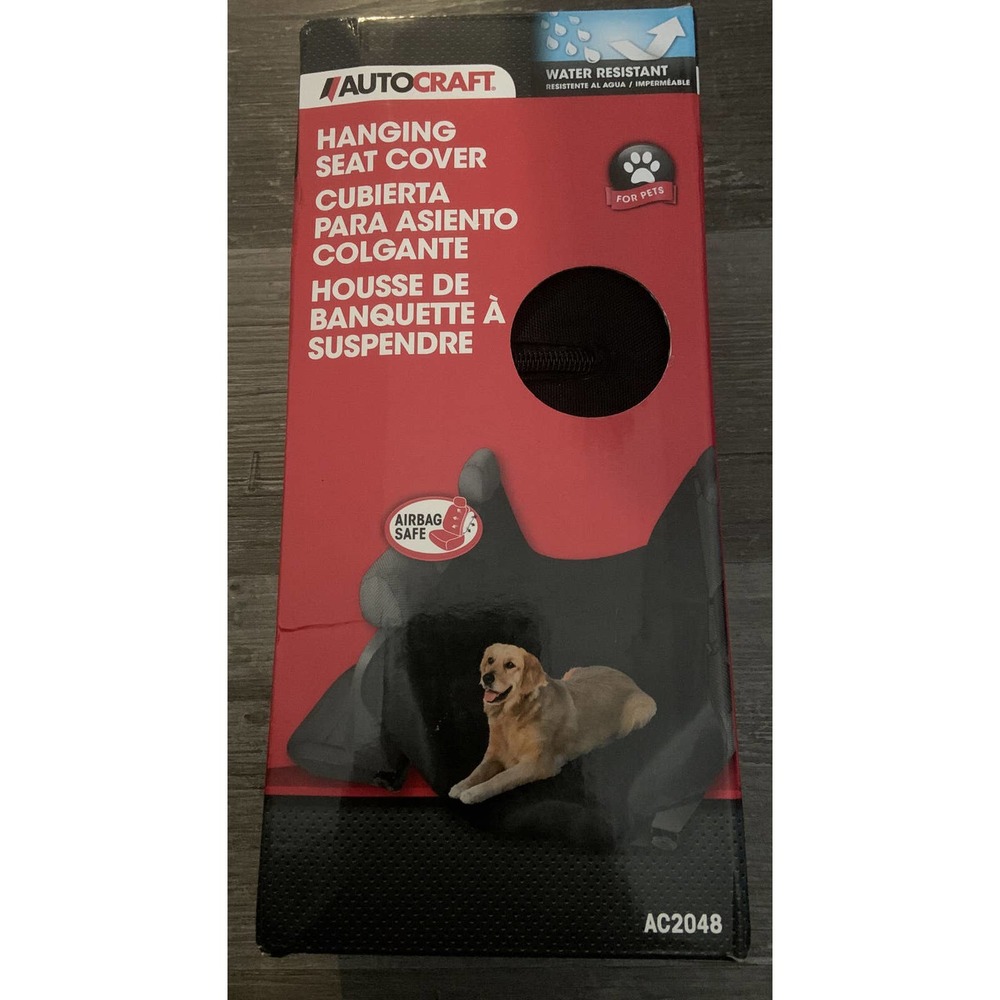 AUTOCRAFT®
WATER RESISTANT
RESISTENTE AL AGUA / IMPERMÉABLE
HANGING
SEAT COVER
CUBIERTA
PARA ASIENTO
COLGANTE
HOUSSE DE
BANQUETTE À
SUSPENDRE
FOR PETS
AIRBAG
SAFE
AC2048